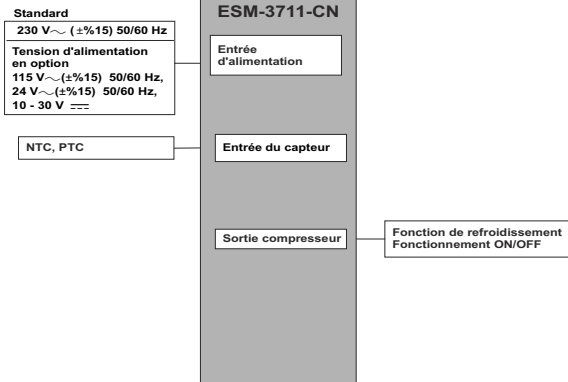 Standard
230 V~ (±%15) 50/60 Hz
Tension d'alimentation
en option
115 V~(±%15) 50/60 Hz,
24 V~(±%15) 50/60 Hz,
10 - 30 V ⎓
NTC, PTC
ESM-3711-CN
Entrée
d'alimentation
Entrée du capteur
Sortie compresseur
Fonction de refroidissement
Fonctionnement ON/OFF